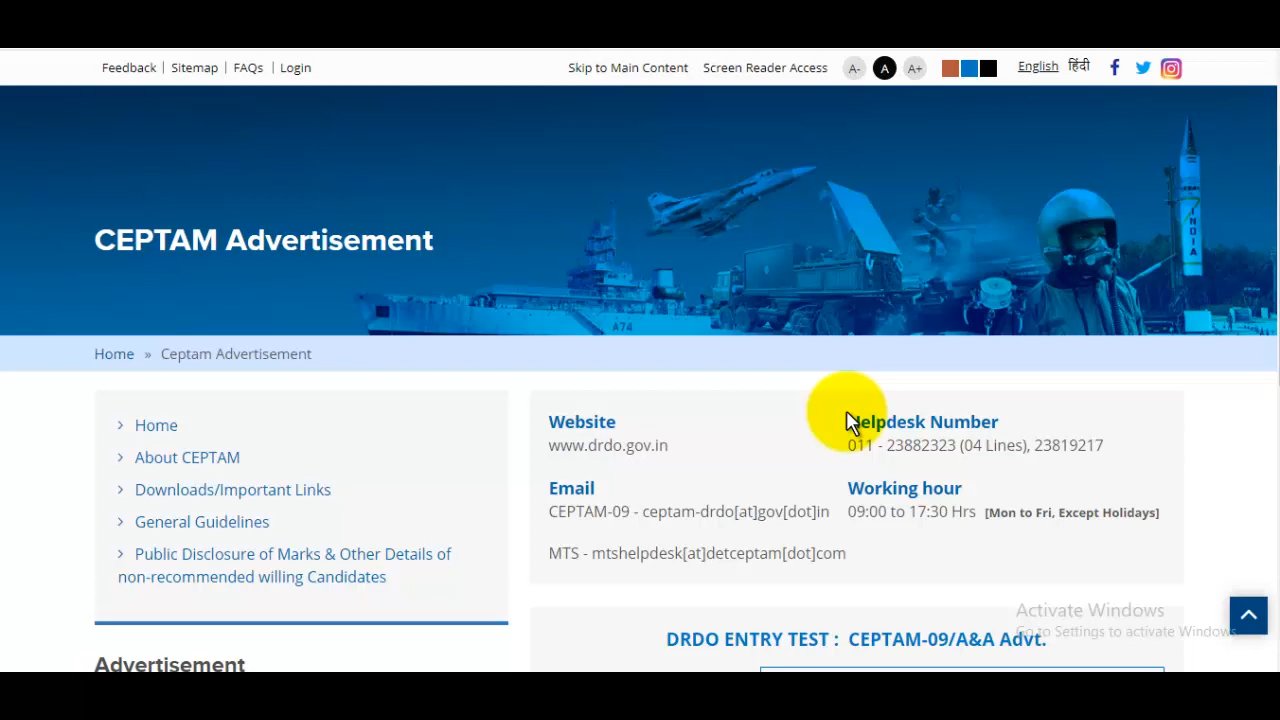 Feedback | Sitemap | FAQs | Login
Skip to Main Content Screen Reader Access A- A A+ English हिंदी
CEPTAM Advertisement
INDIA
A74
Home » Ceptam Advertisement
Home
About CEPTAM
Downloads/Important Links
General Guidelines
Public Disclosure of Marks & Other Details of
non-recommended willing Candidates
Advertisement
Website
www.drdo.gov.in
Helpdesk Number
011 - 23882323 (04 Lines), 23819217
Email
CEPTAM-09 - ceptam-drdo[at]gov[dot]in
MTS - mtshelpdesk[at]detceptam[dot]com
Working hour
09:00 to 17:30 Hrs [Mon to Fri, Except Holidays]
DRDO ENTRY TEST : CEPTAM-09/A&A Advt.
Activate Windows
Go to Settings to activate Windows.